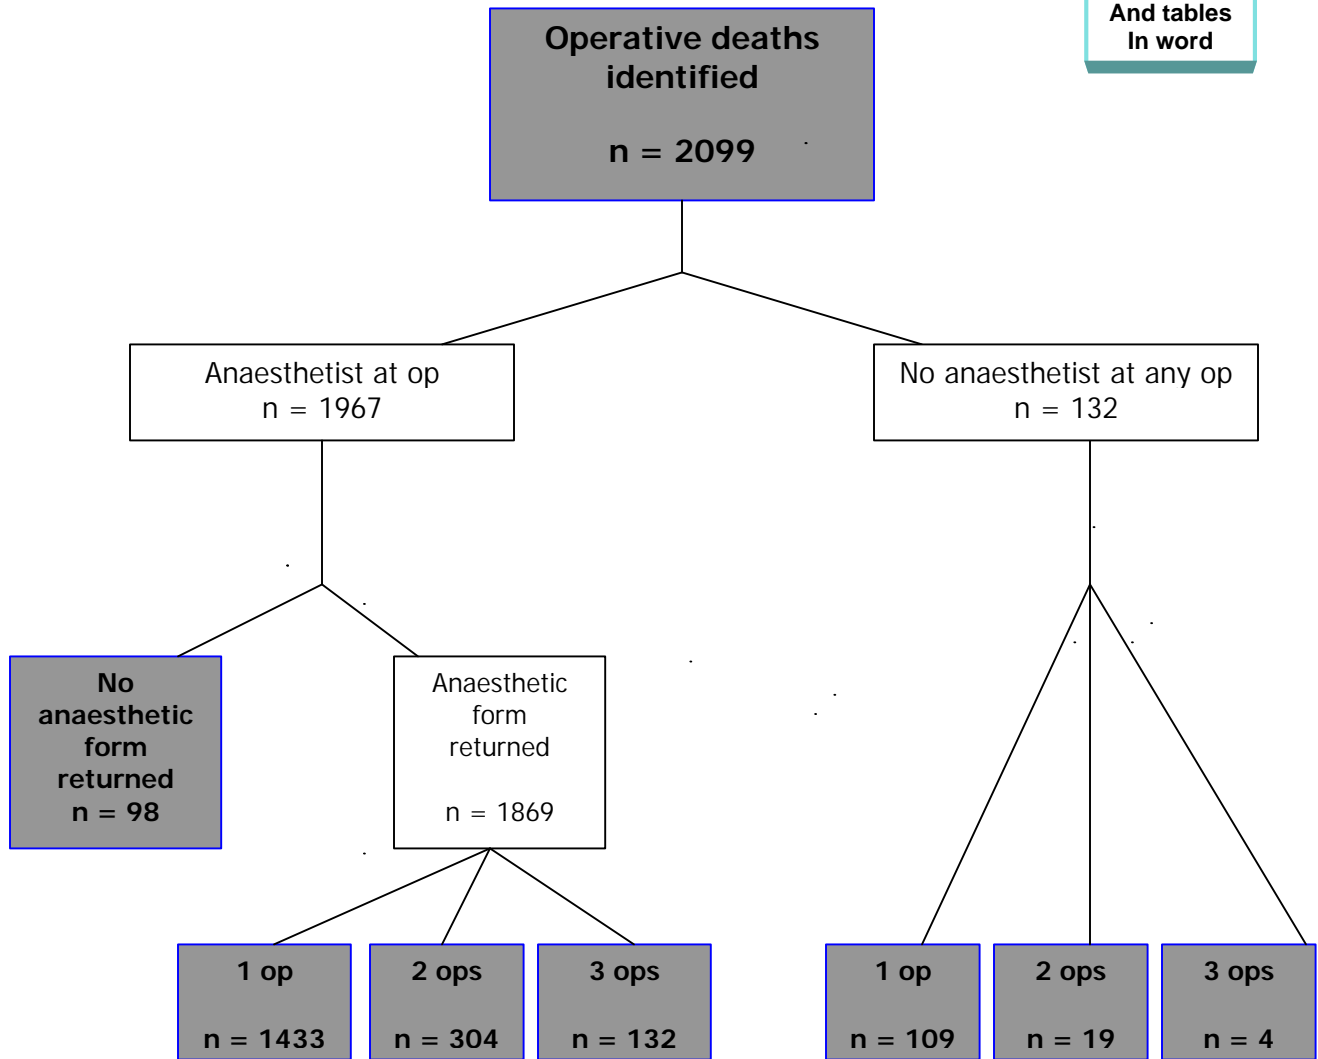 And tables
In word
Operative deaths
identified
n = 2099
Anaesthetist at op
n = 1967
No anaesthetist at any op
n = 132
No
anaesthetic
form
returned
n = 98
Anaesthetic
form
returned
n = 1869
1 op
n = 1433
2 ops
n = 304
3 ops
n = 132
1 op
n = 109
2 ops
n = 19
3 ops
n = 4